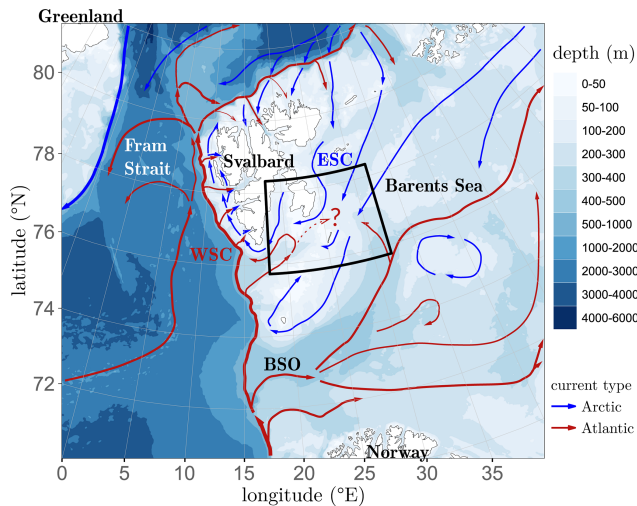 Greenland
80
78
76
74
72
latitude (°N)
Fram
Strait
Svalbard
ESC
Barents Sea
?
WSC
BSO
Norway
0
5
10
15
20
25
30
35
longitude (°E)
depth (m)
0-50
50-100
100-200
200-300
300-400
400-500
500-1000
1000-2000
2000-3000
3000-4000
4000-6000
current type
Arctic
Atlantic